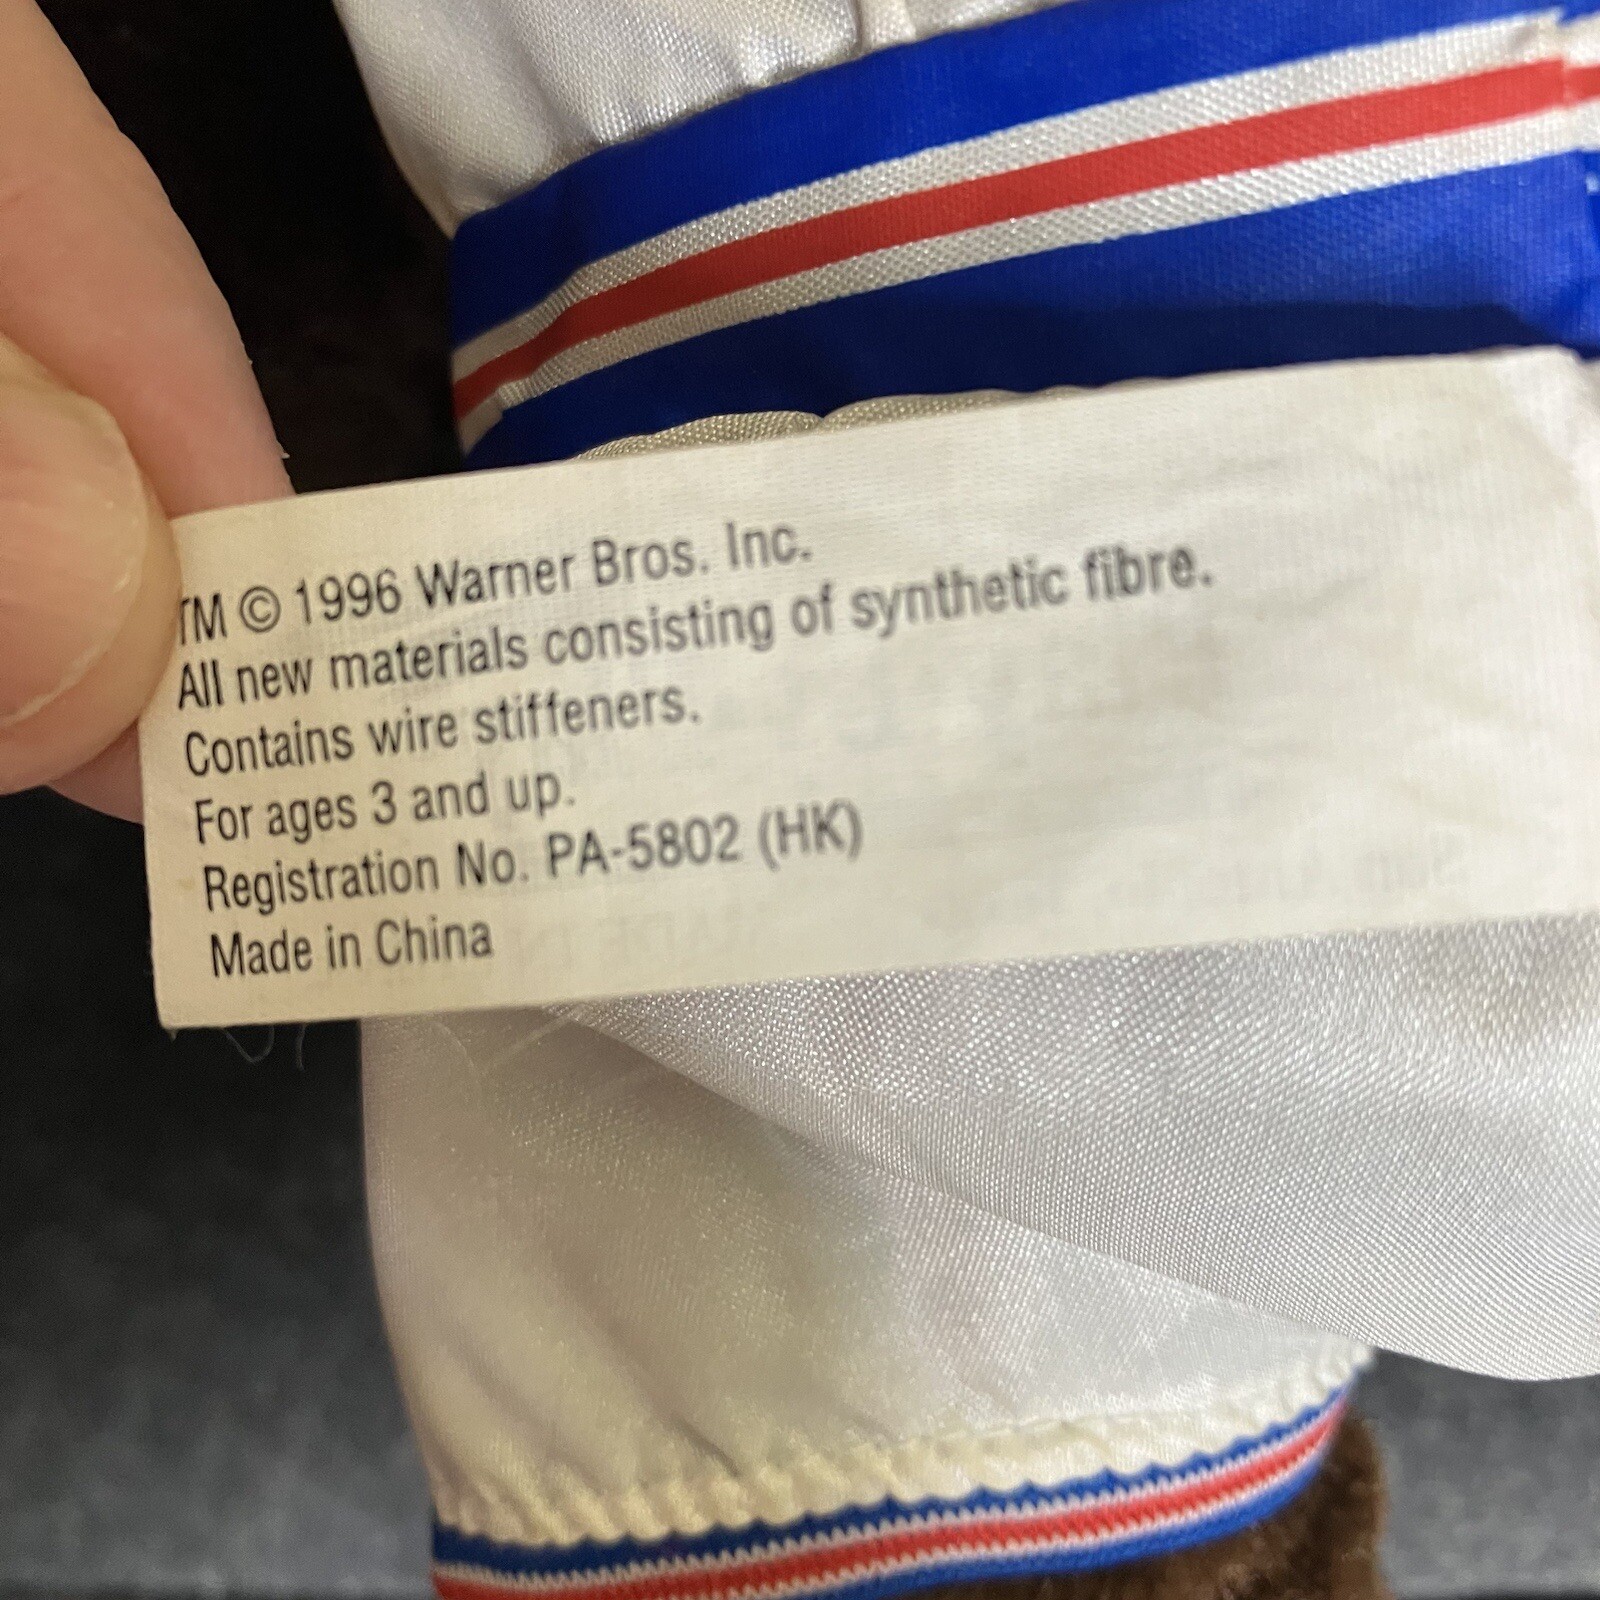 TM © 1996 Warner Bros. Inc.
All new materials consisting of synthetic fibre.
Contains wire stiffeners.
For ages 3 and up.
Registration No. PA-5802 (HK)
Made in China